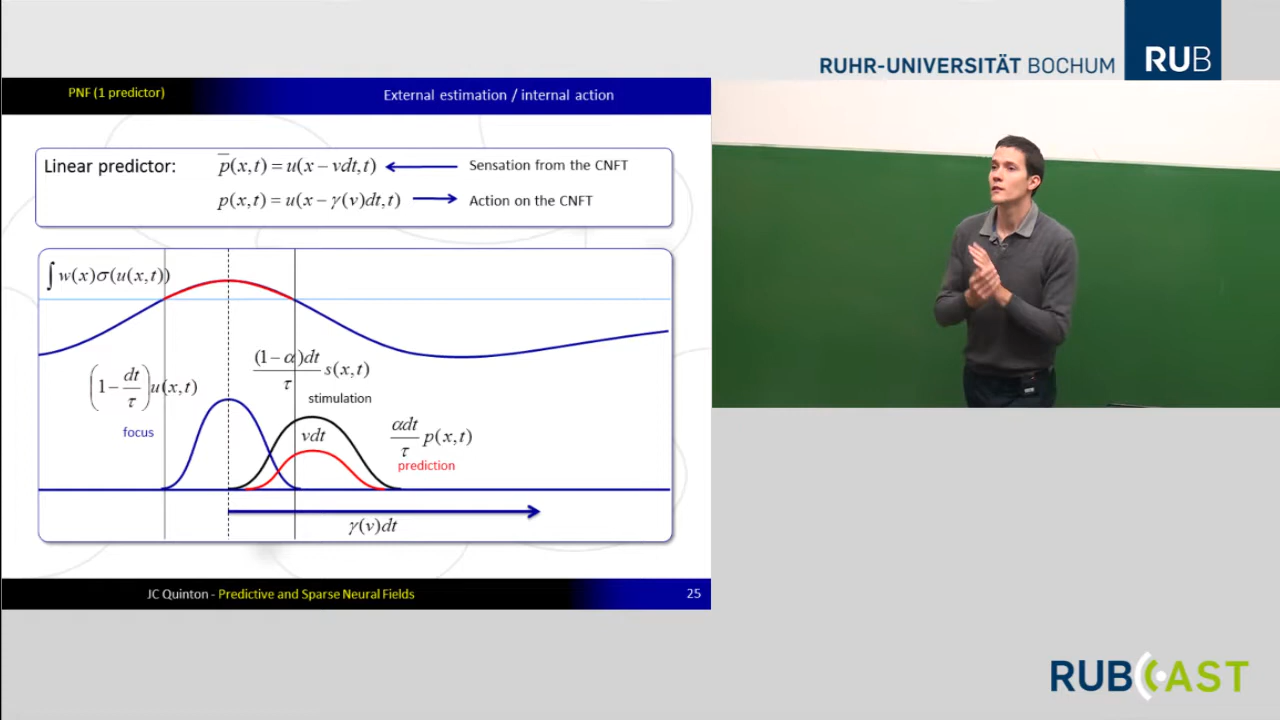 RUHR-UNIVERSITÄT BOCHUM
RUB
PNF (1 predictor)
External estimation / internal action
Linear predictor:
p̅(x,t) = u(x − vdt,t)
Sensation from the CNFT
p(x,t) = u(x − γ(v)dt,t)
Action on the CNFT
∫w(x)σ(u(x,t))
(1 − dt/τ)u(x,t)
focus
(1−α)dt/τ s(x,t)
stimulation
vdt
αdt/τ p(x,t)
prediction
γ(v)dt
JC Quinton - Predictive and Sparse Neural Fields
25
RUBCAST